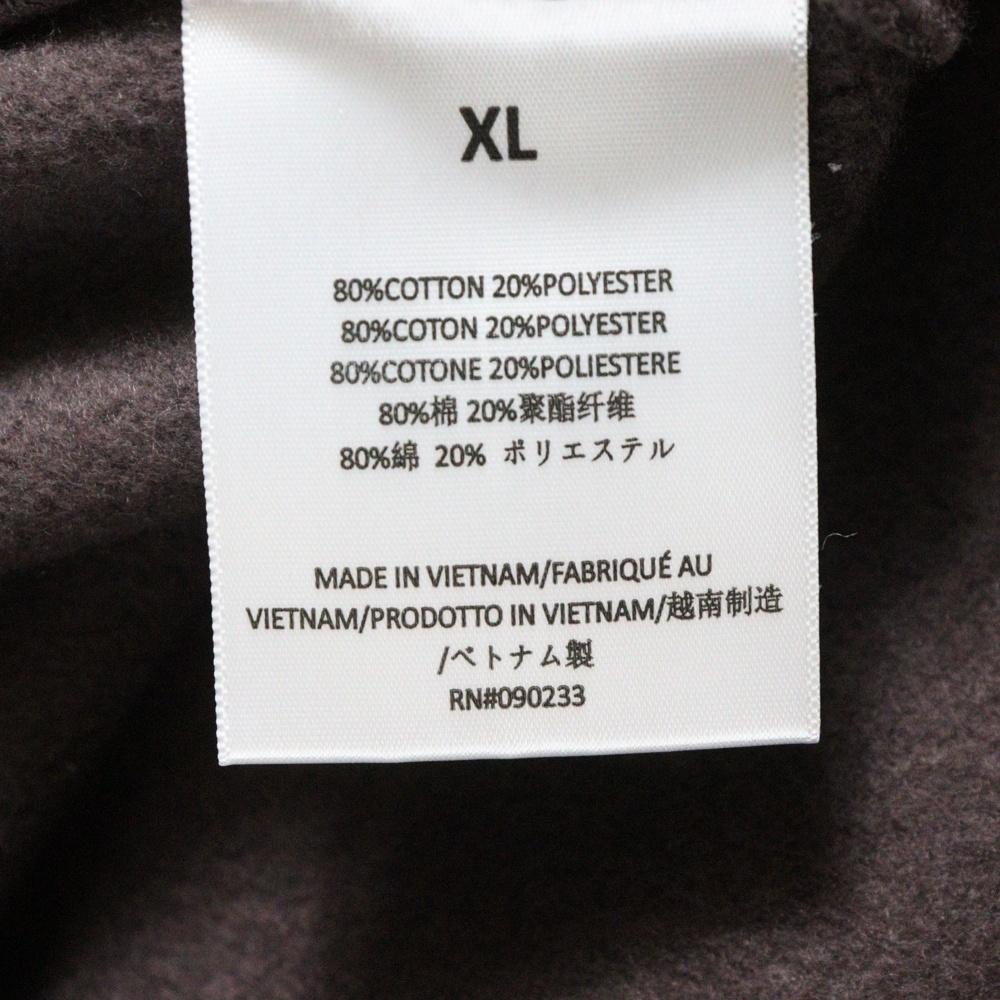 XL
80%COTTON 20%POLYESTER
80%COTON 20%POLYESTER
80%COTONE 20%POLIESTERE
80%棉 20%聚酯纤维
80%綿 20% ポリエステル
MADE IN VIETNAM/FABRIQUÉ AU
VIETNAM/PRODOTTO IN VIETNAM/越南制造
/ベトナム製
RN#090233